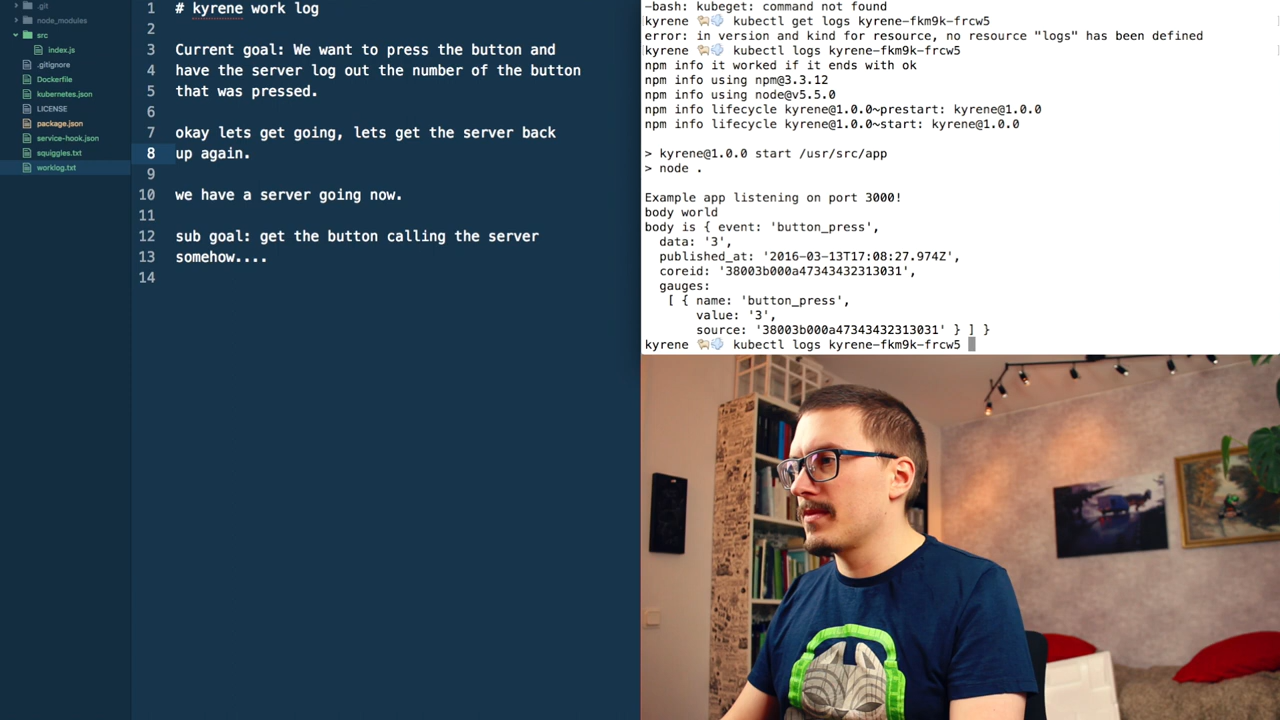 .git
node_modules
src
index.js
.gitignore
Dockerfile
kubernetes.json
LICENSE
package.json
service-hook.json
squiggles.txt
worklog.txt
1 # kyrene work log
2
3 Current goal: We want to press the button and
4 have the server log out the number of the button
5 that was pressed.
6
7 okay lets get going, lets get the server back
8 up again.
9
10 we have a server going now.
11
12 sub goal: get the button calling the server
13 somehow....
14
-bash: kubeget: command not found
kyrene 🐪💨 kubectl get logs kyrene-fkm9k-frcw5
error: in version and kind for resource, no resource "logs" has been defined
kyrene 🐪💨 kubectl logs kyrene-fkm9k-frcw5
npm info it worked if it ends with ok
npm info using npm@3.3.12
npm info using node@v5.5.0
npm info lifecycle kyrene@1.0.0~prestart: kyrene@1.0.0
npm info lifecycle kyrene@1.0.0~start: kyrene@1.0.0
> kyrene@1.0.0 start /usr/src/app
> node .
Example app listening on port 3000!
body world
body is { event: 'button_press',
data: '3',
published_at: '2016-03-13T17:08:27.974Z',
coreid: '38003b000a47343432313031',
gauges:
[ { name: 'button_press',
value: '3',
source: '38003b000a47343432313031' } ] }
kyrene 🐪💨 kubectl logs kyrene-fkm9k-frcw5